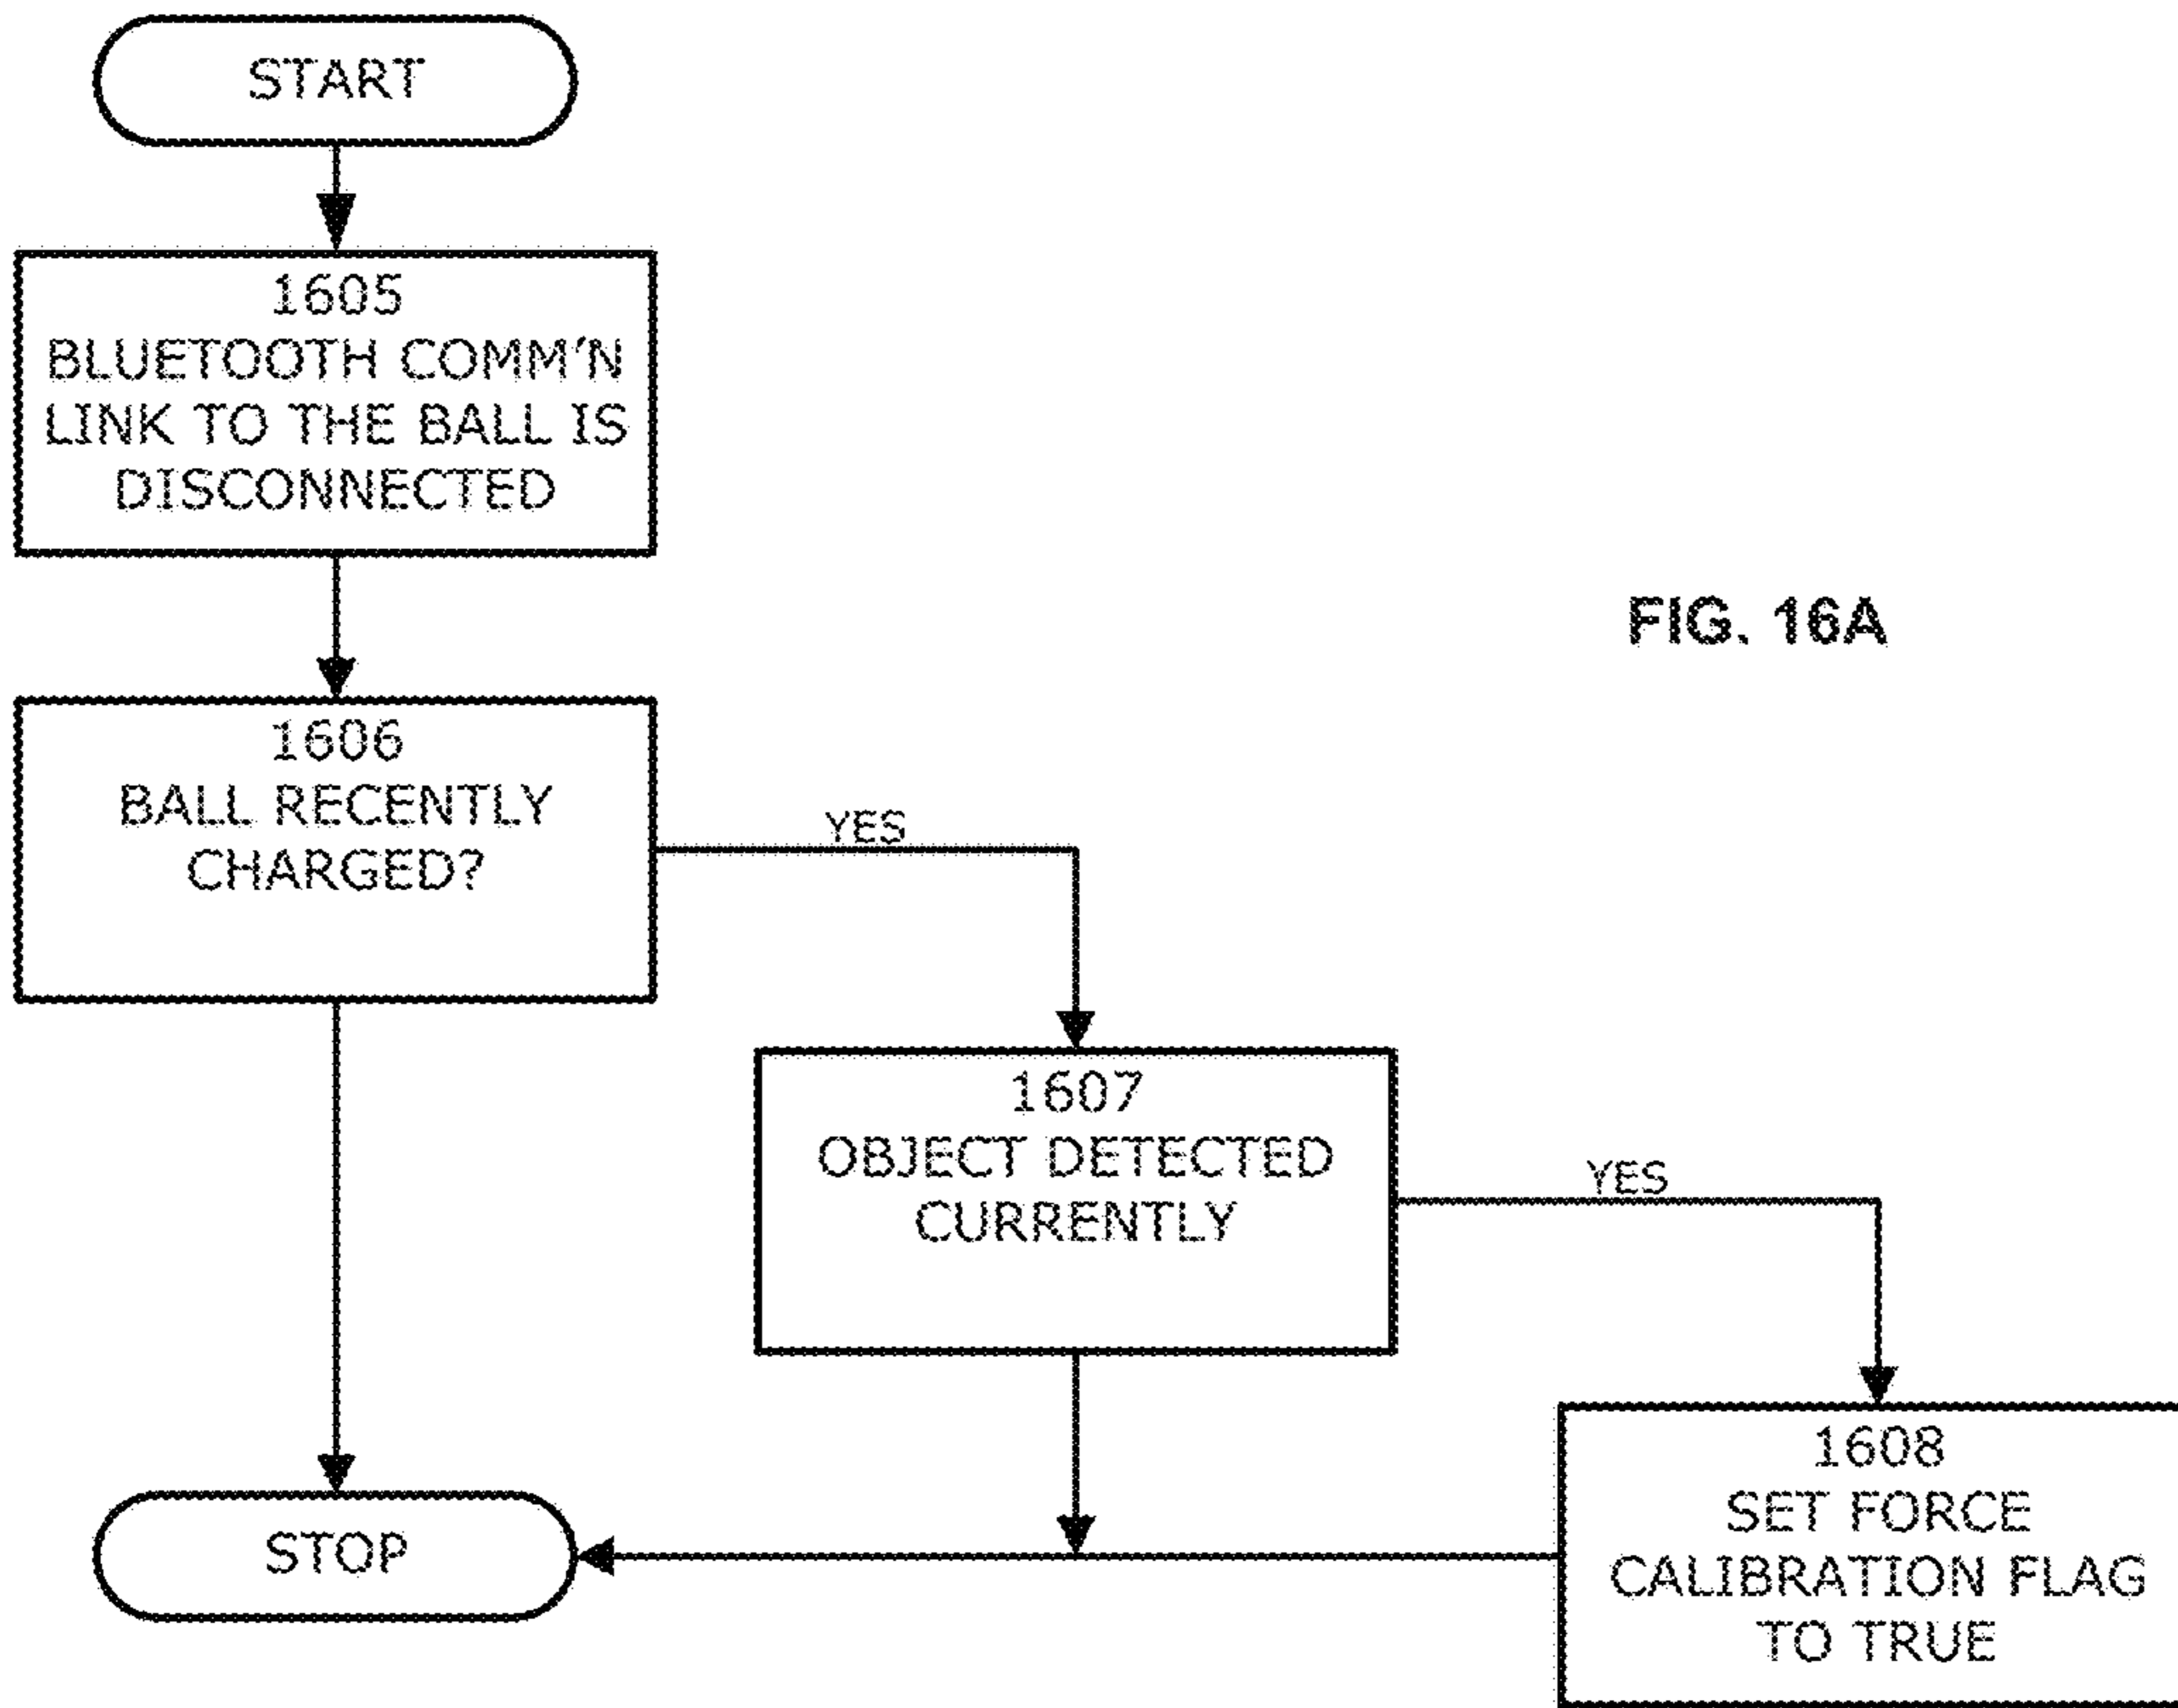 START
1605
BLUETOOTH COMM'N
LINK TO THE BALL IS
DISCONNECTED
FIG. 16A
1606
BALL RECENTLY
CHARGED?
YES
1607
OBJECT DETECTED
CURRENTLY
YES
1608
SET FORCE
CALIBRATION FLAG
TO TRUE
STOP